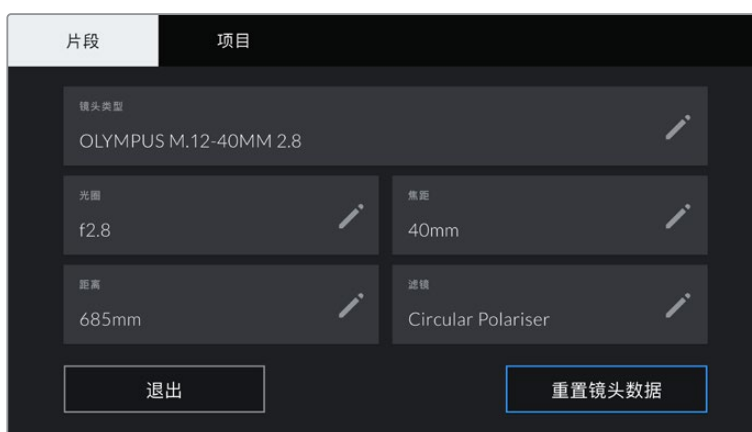 片段
项目
镜头类型
OLYMPUS M.12-40MM 2.8
光圈
焦距
f2.8
40mm
距离
滤镜
685mm
Circular Polariser
退出
重置镜头数据